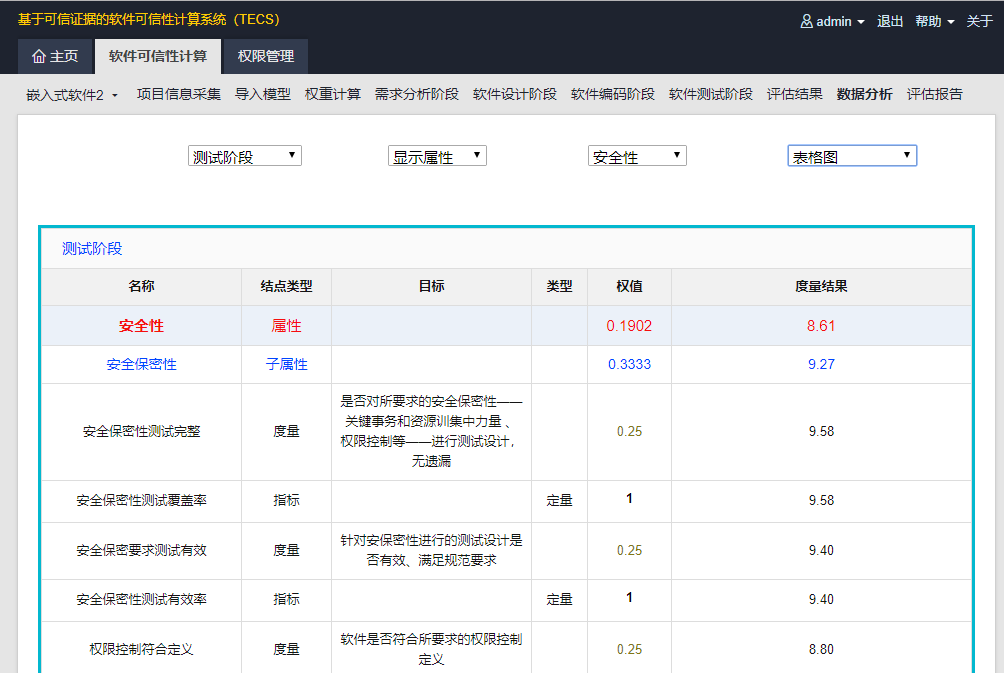 基于可信证据的软件可信性计算系统（TECS）
admin 退出 帮助 关于
主页 软件可信性计算 权限管理
嵌入式软件2 项目信息采集 导入模型 权重计算 需求分析阶段 软件设计阶段 软件编码阶段 软件测试阶段 评估结果 数据分析 评估报告
测试阶段 显示属性 安全性 表格图
测试阶段
名称 结点类型 目标 类型 权值 度量结果
安全性 属性 0.1902 8.61
安全保密性 子属性 0.3333 9.27
是否对所要求的安全保密性——
关键事务和资源训集中力量、
权限控制等——进行测试设计，
无遗漏
安全保密性测试完整 度量 0.25 9.58
安全保密性测试覆盖率 指标 定量 1 9.58
针对安保密性进行的测试设计是
否有效、满足规范要求
安全保密要求测试有效 度量 0.25 9.40
安全保密性测试有效率 指标 定量 1 9.40
软件是否符合所要求的权限控制
定义
权限控制符合定义 度量 0.25 8.80